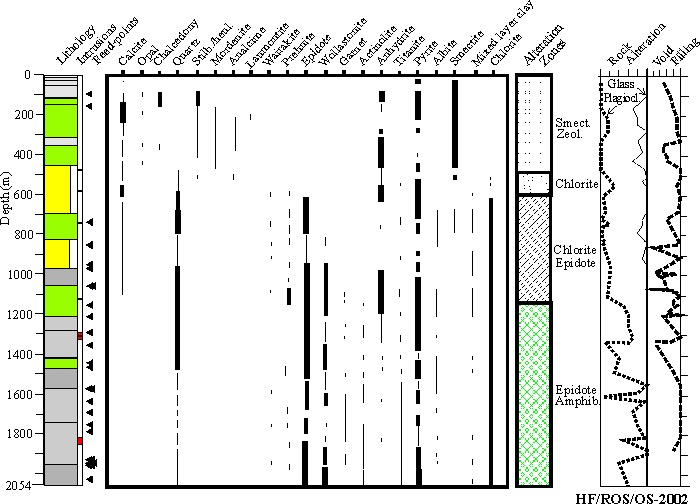 Lithology
Intrusions
Feed-points
Calcite
Opal
Chalcedomy
Quartz
Stilb./heul.
Mordenite
Analcime
Laumontite
Wairakite
Prehnite
Epidote
Wollastonite
Garnet
Actinolite
Anhydrite
Titanite
Pyrite
Albite
Smectite
Mixed layer clay
Chlorite
Alteration
Zones
Rock
Alteration
Void
Filling
Glass
Plagiocl.
Depth (m)
0
200
400
600
800
1000
1200
1400
1600
1800
2054
Smect.
Zeol.
Chlorite
Chlorite
Epidote
Epidote
Amphib.
HF/ROS/OS-2002